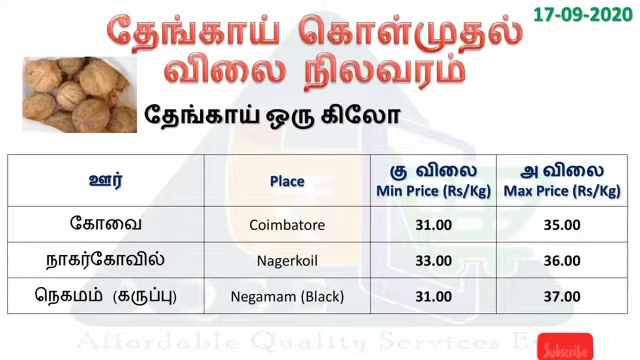 17-09-2020
தேங்காய் கொள்முதல்
விலை நிலவரம்
தேங்காய் ஒரு கிலோ
ஊர் Place கு விலை Min Price (Rs/Kg) அ விலை Max Price (Rs/Kg)
கோவை Coimbatore 31.00 35.00
நாகர்கோவில் Nagerkoil 33.00 36.00
நெகமம் (கருப்பு) Negamam (Black) 31.00 37.00
Affordable Quality Services
Subscribe